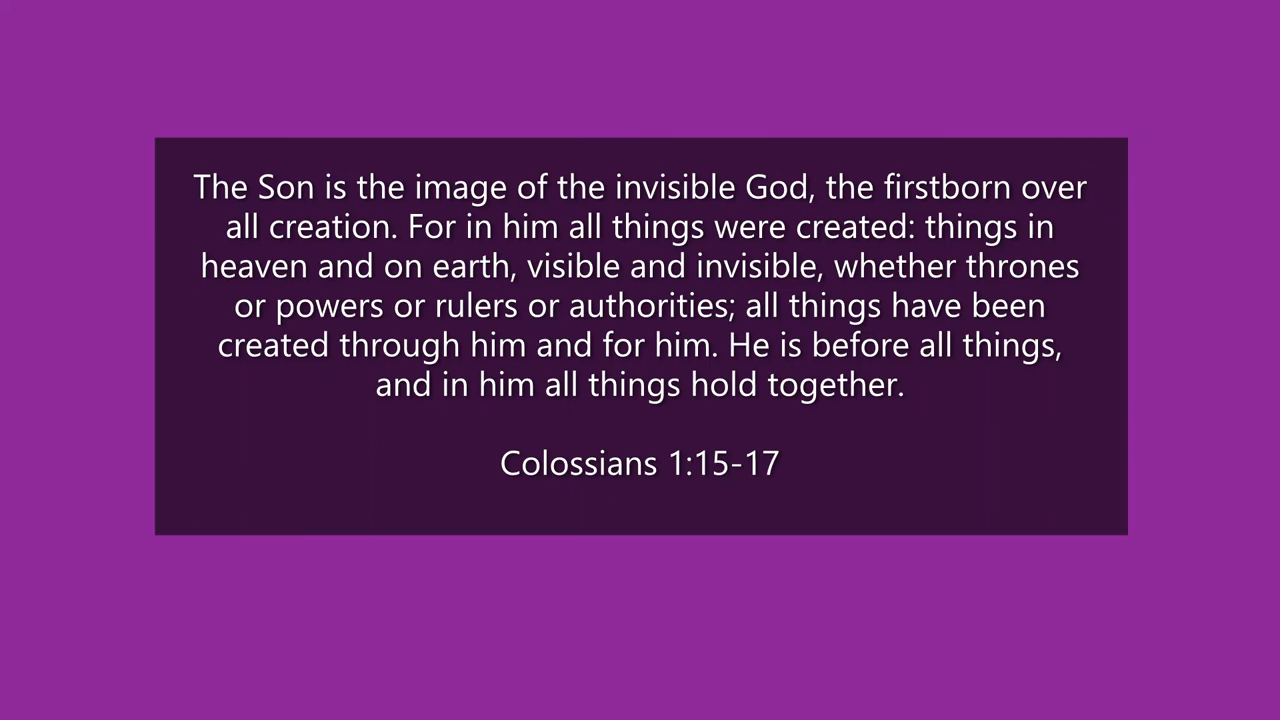 The Son is the image of the invisible God, the firstborn over
all creation. For in him all things were created: things in
heaven and on earth, visible and invisible, whether thrones
or powers or rulers or authorities; all things have been
created through him and for him. He is before all things,
and in him all things hold together.
Colossians 1:15-17